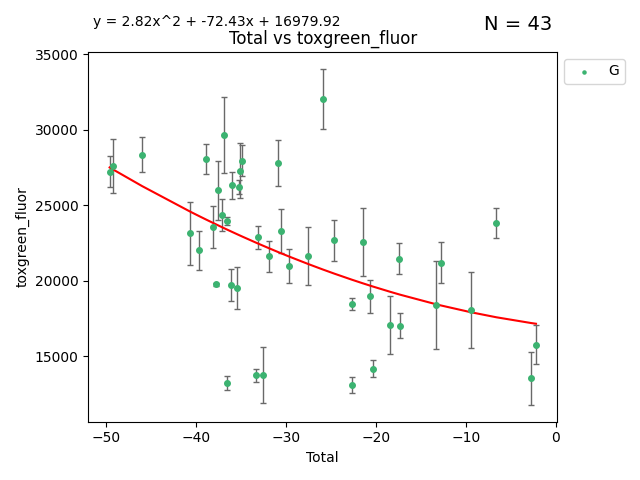 y = 2.82x^2 + -72.43x + 16979.92
N = 43
Total vs toxgreen_fluor
G
35000
30000
25000
20000
15000
toxgreen_fluor
−50 −40 −30 −20 −10 0
Total